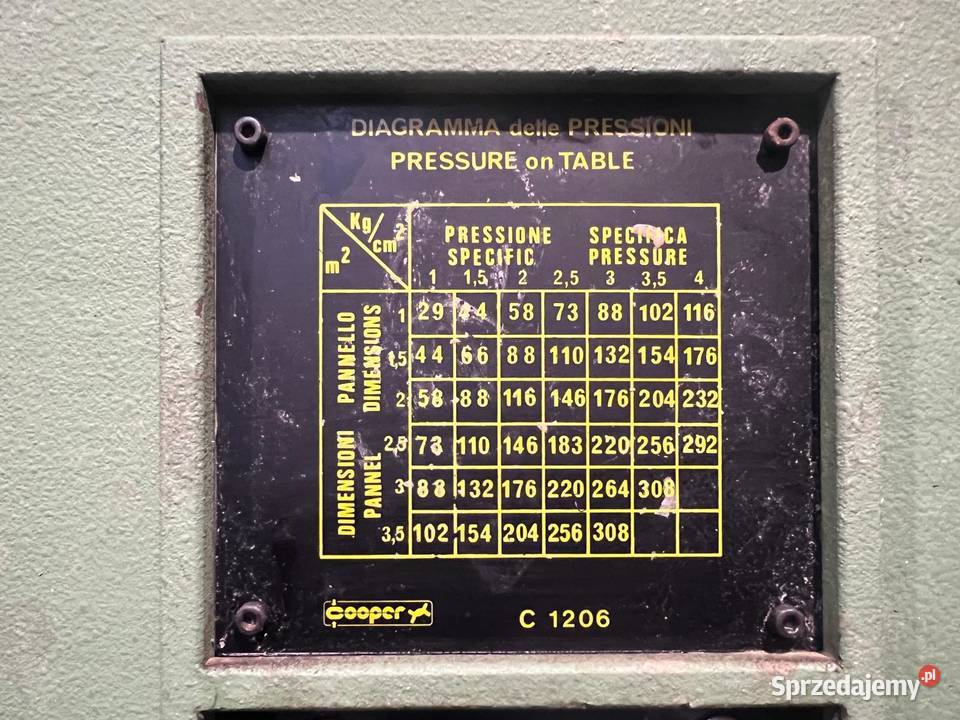 DIAGRAMMA delle PRESSIONI
PRESSURE on TABLE
Kg/cm² PRESSIONE SPECIFICA
m² SPECIFIC PRESSURE
1 1,5 2 2,5 3 3,5 4
DIMENSIONI PANNELLO
PANNEL DIMENSIONS
1 29 44 58 73 88 102 116
1,5 44 66 88 110 132 154 176
2 58 88 116 146 176 204 232
2,5 73 110 146 183 220 256 292
3 88 132 176 220 264 308
3,5 102 154 204 256 308
Cooper
C 1206
Sprzedajemy.pl